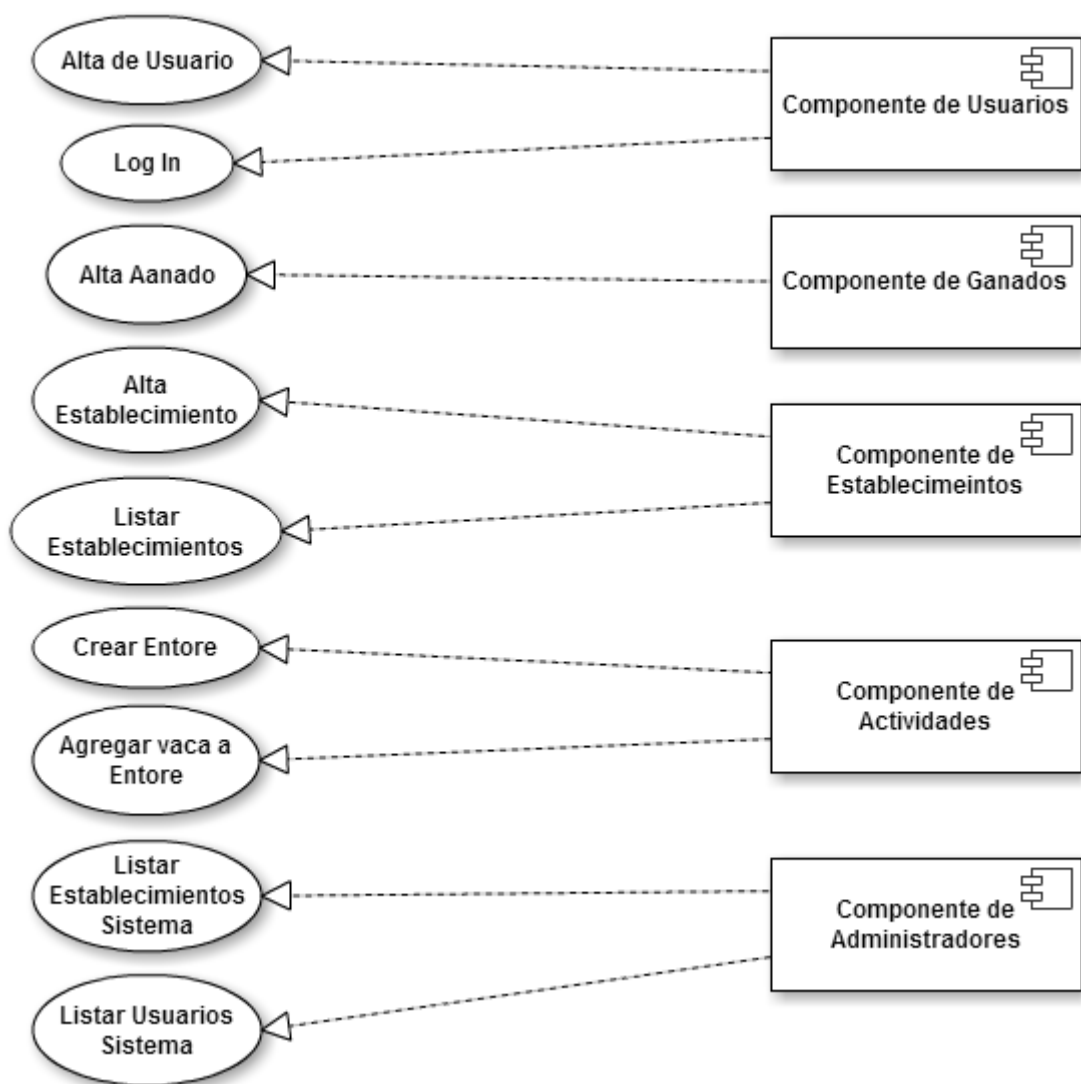 Alta de Usuario
Componente de Usuarios
Log In
Alta Aanado
Componente de Ganados
Alta
Establecimiento
Componente de
Establecimeintos
Listar
Establecimientos
Crear Entore
Componente de
Actividades
Agregar vaca a
Entore
Listar
Establecimientos
Sistema
Componente de
Administradores
Listar Usuarios
Sistema